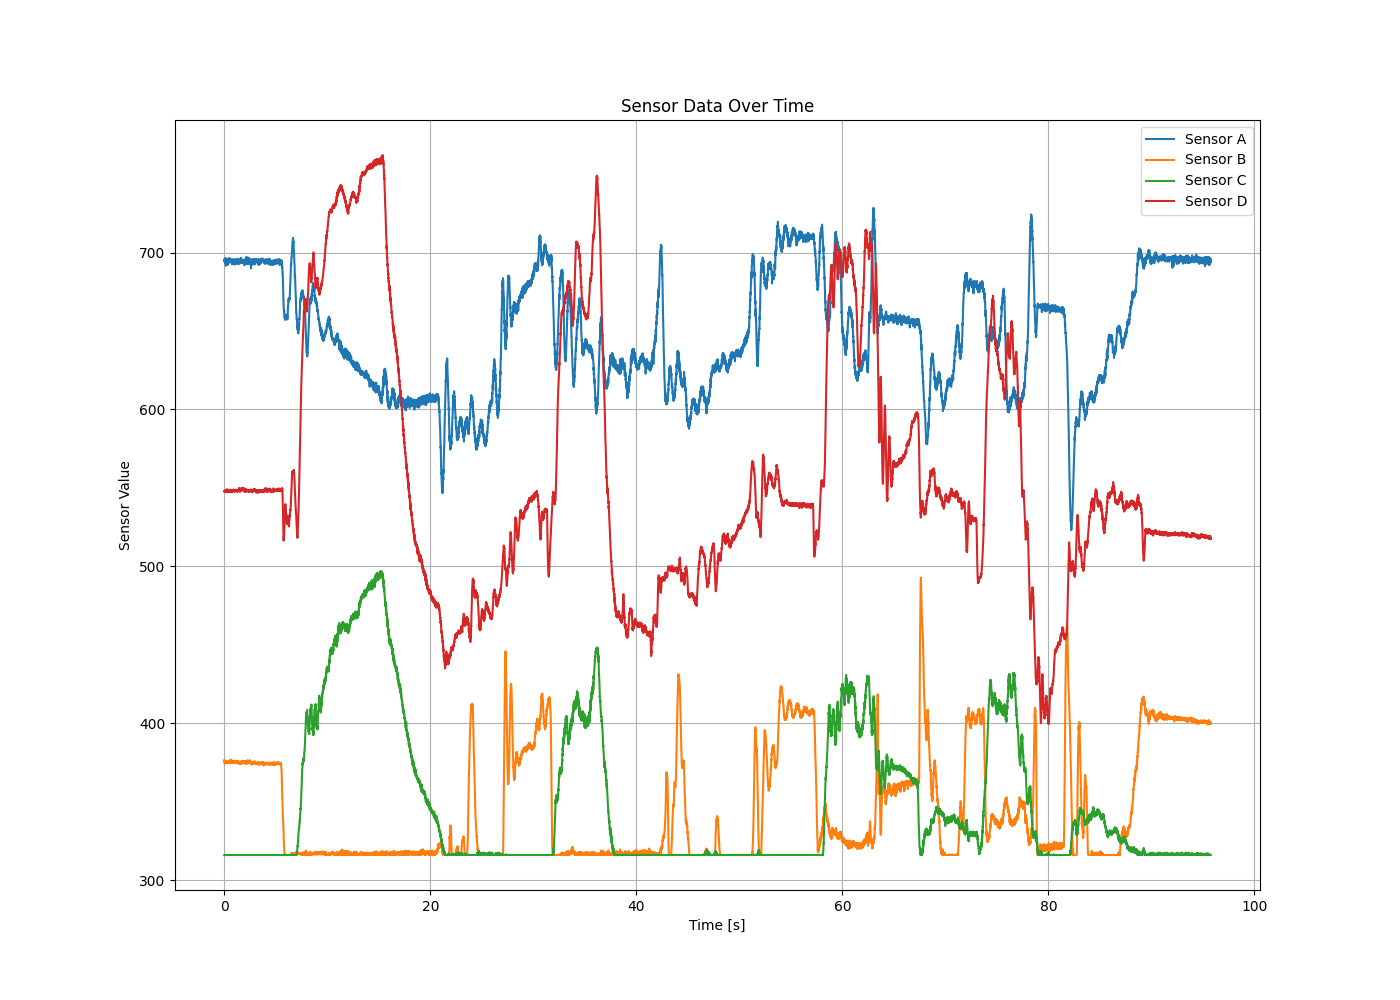 Sensor Data Over Time
Sensor A
Sensor B
Sensor C
Sensor D
Sensor Value
700
600
500
400
300
0 20 40 60 80 100
Time [s]